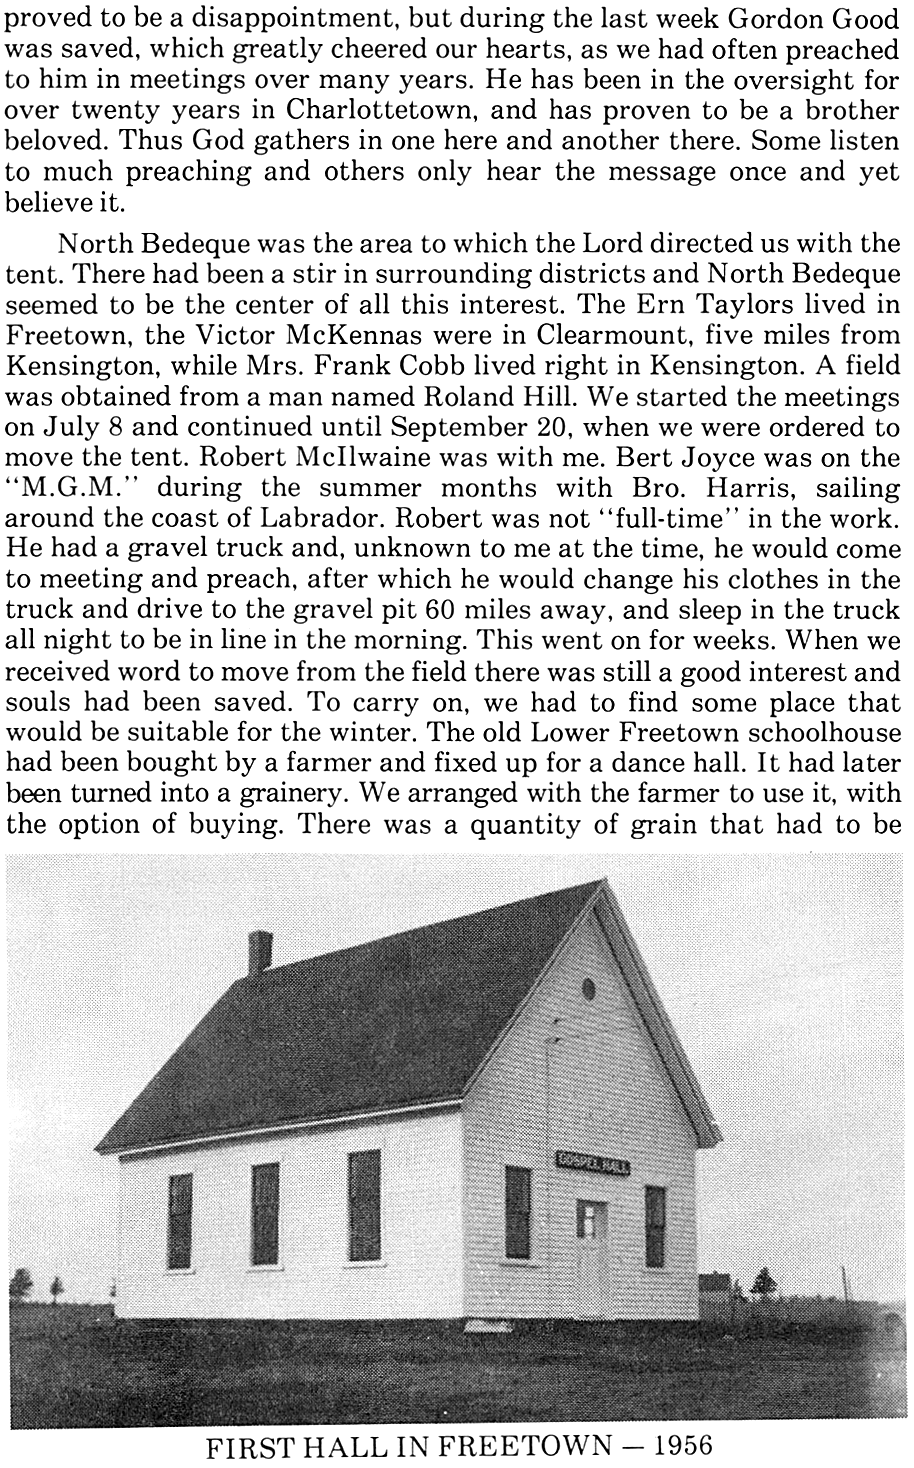 proved to be a disappointment, but during the last week Gordon Good
was saved, which greatly cheered our hearts, as we had often preached
to him in meetings over many years. He has been in the oversight for
over twenty years in Charlottetown, and has proven to be a brother
beloved. Thus God gathers in one here and another there. Some listen
to much preaching and others only hear the message once and yet
believe it.
North Bedeque was the area to which the Lord directed us with the
tent. There had been a stir in surrounding districts and North Bedeque
seemed to be the center of all this interest. The Ern Taylors lived in
Freetown, the Victor McKennas were in Clearmount, five miles from
Kensington, while Mrs. Frank Cobb lived right in Kensington. A field
was obtained from a man named Roland Hill. We started the meetings
on July 8 and continued until September 20, when we were ordered to
move the tent. Robert McIlwaine was with me. Bert Joyce was on the
‘‘M.G.M.’’ during the summer months with Bro. Harris, sailing
around the coast of Labrador. Robert was not ‘‘full-time’’ in the work.
He had a gravel truck and, unknown to me at the time, he would come
to meeting and preach, after which he would change his clothes in the
truck and drive to the gravel pit 60 miles away, and sleep in the truck
all night to be in line in the morning. This went on for weeks. When we
received word to move from the field there was still a good interest and
souls had been saved. To carry on, we had to find some place that
would be suitable for the winter. The old Lower Freetown schoolhouse
had been bought by a farmer and fixed up for a dance hall. It had later
been turned into a grainery. We arranged with the farmer to use it, with
the option of buying. There was a quantity of grain that had to be
GOSPEL HALL
FIRST HALL IN FREETOWN — 1956